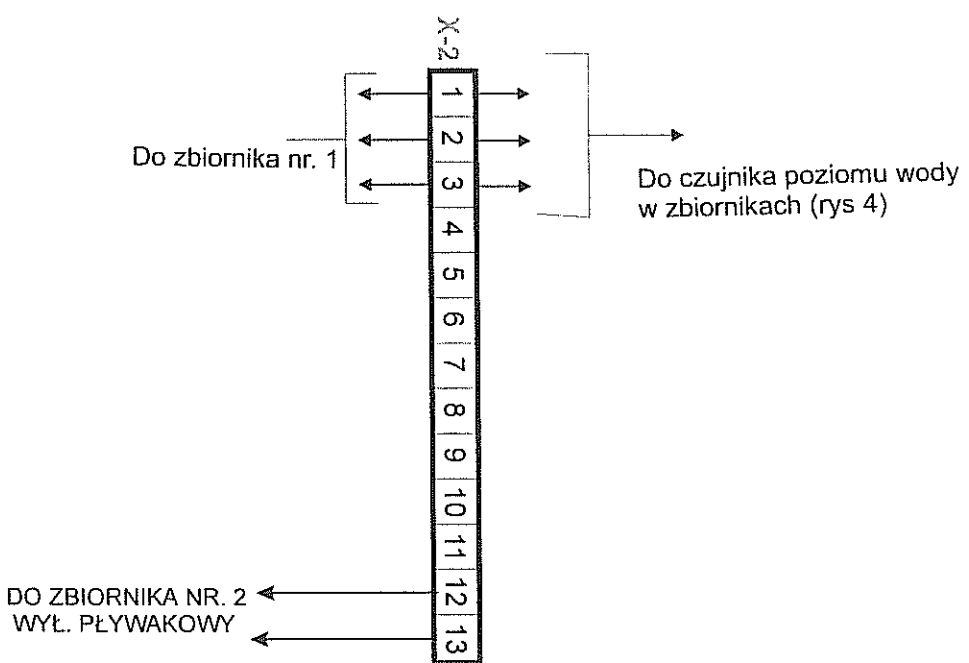 X-2
1
2
3
4
5
6
7
8
9
10
11
12
13
Do zbiornika nr. 1
Do czujnika poziomu wody
w zbiornikach (rys 4)
DO ZBIORNIKA NR. 2
WYŁ. PŁYWAKOWY